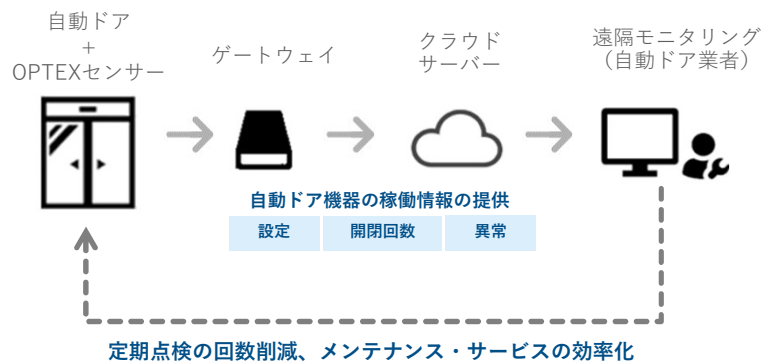 自動ドア
+
OPTEXセンサー
ゲートウェイ
クラウド
サーバー
遠隔モニタリング
（自動ドア業者）
自動ドア機器の稼働情報の提供
設定 開閉回数 異常
定期点検の回数削減、メンテナンス・サービスの効率化